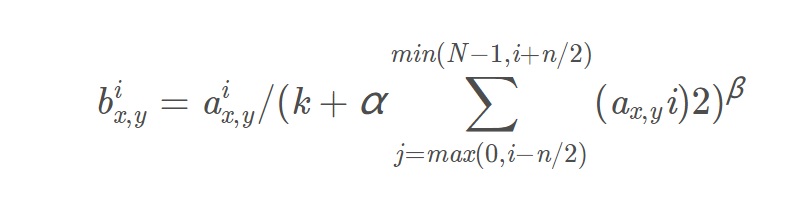 min(N−1,i+n/2)
b^i_{x,y} = a^i_{x,y}/(k + α ∑ (a_{x,y}i)2)^β
j=max(0,i−n/2)